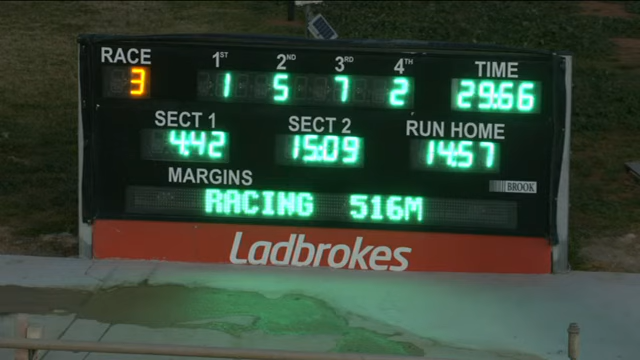 RACE 1ST 2ND 3RD 4TH TIME
3 1 5 7 2 29.66
SECT 1 SECT 2 RUN HOME
4.42 15.09 14.57
MARGINS
BROOK
RACING 516M
Ladbrokes